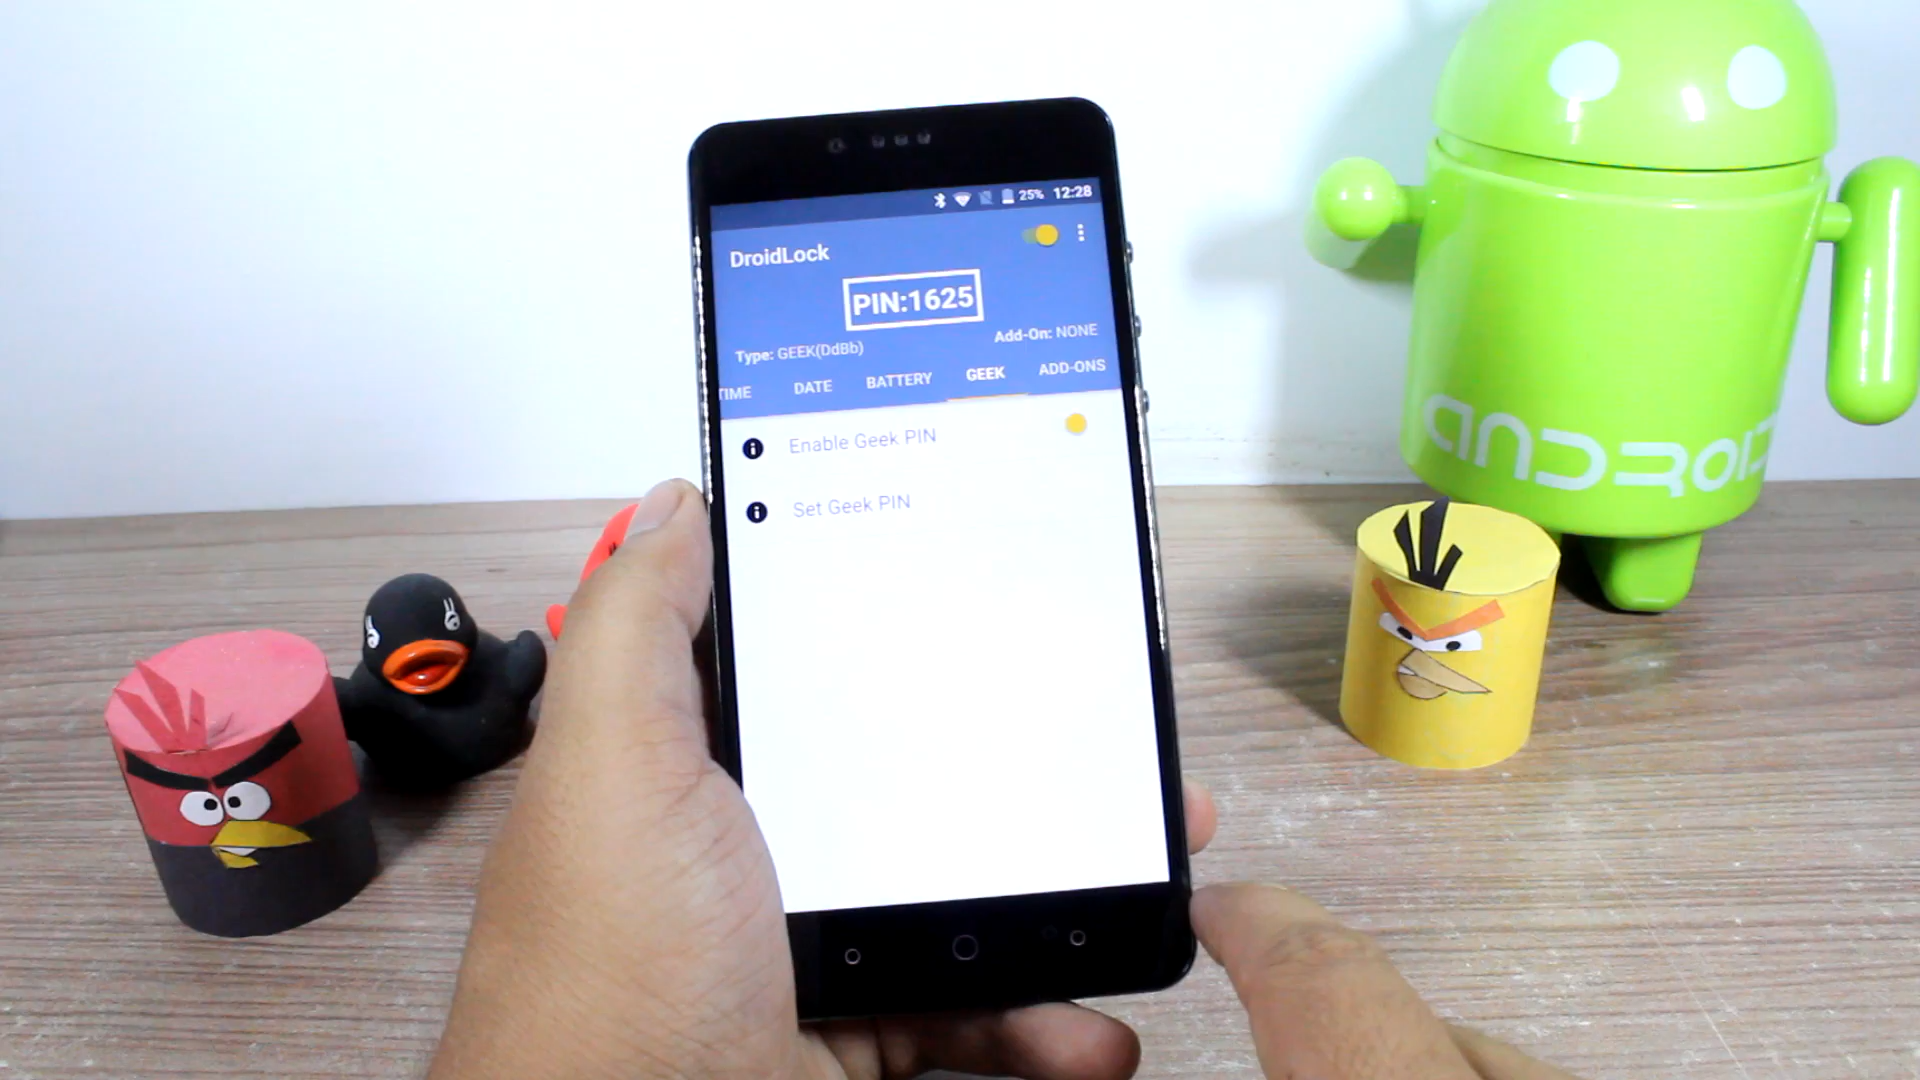 25% 12:28
DroidLock
PIN:1625
Type: GEEK(DdBb) Add-On: NONE
TIME DATE BATTERY GEEK ADD-ONS
Enable Geek PIN
Set Geek PIN
ANDROID